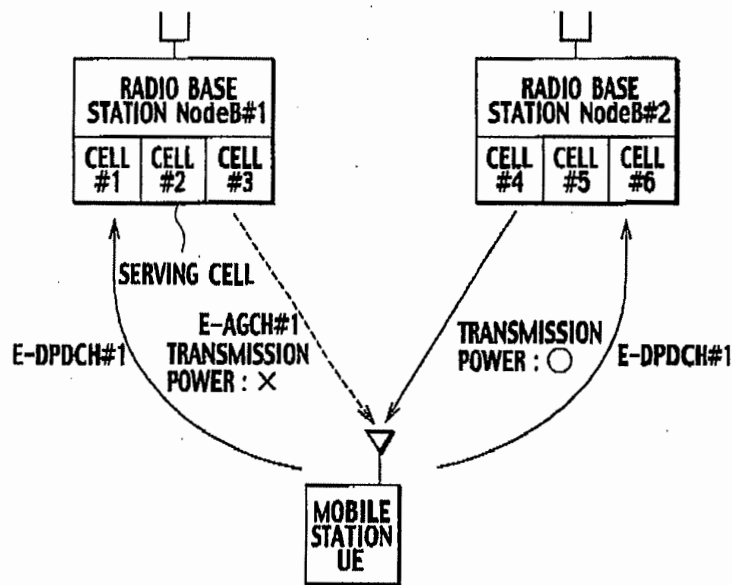 RADIO BASE
STATION NodeB#1
CELL
#1
CELL
#2
CELL
#3
RADIO BASE
STATION NodeB#2
CELL
#4
CELL
#5
CELL
#6
SERVING CELL
E-DPDCH#1
E-AGCH#1
TRANSMISSION
POWER : ×
TRANSMISSION
POWER : ○
E-DPDCH#1
MOBILE
STATION
UE